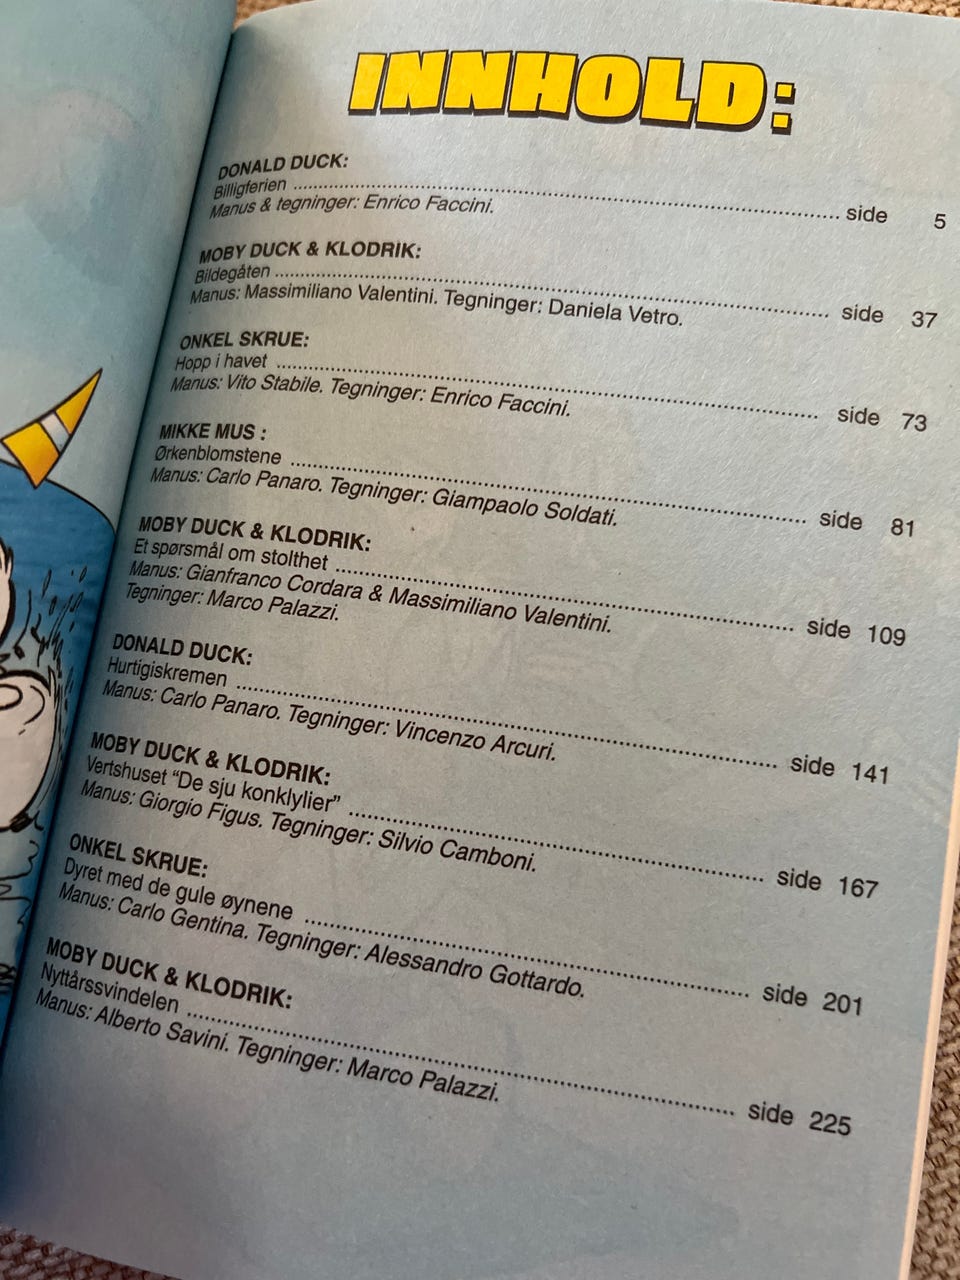 INNHOLD:
DONALD DUCK:
Billigferien ........................................................................ side 5
Manus & tegninger: Enrico Faccini.
MOBY DUCK & KLODRIK:
Bildegåten ........................................................................ side 37
Manus: Massimiliano Valentini. Tegninger: Daniela Vetro.
ONKEL SKRUE:
Hopp i havet ........................................................................ side 73
Manus: Vito Stabile. Tegninger: Enrico Faccini.
MIKKE MUS :
Ørkenblomstene ........................................................................ side 81
Manus: Carlo Panaro. Tegninger: Giampaolo Soldati.
MOBY DUCK & KLODRIK:
Et spørsmål om stolthet ........................................................................ side 109
Manus: Gianfranco Cordara & Massimiliano Valentini.
Tegninger: Marco Palazzi.
DONALD DUCK:
Hurtigiskremen ........................................................................ side 141
Manus: Carlo Panaro. Tegninger: Vincenzo Arcuri.
MOBY DUCK & KLODRIK:
Vertshuset “De sju konklylier” ........................................................................ side 167
Manus: Giorgio Figus. Tegninger: Silvio Camboni.
ONKEL SKRUE:
Dyret med de gule øynene ........................................................................ side 201
Manus: Carlo Gentina. Tegninger: Alessandro Gottardo.
MOBY DUCK & KLODRIK:
Nyttårssvindelen ........................................................................ side 225
Manus: Alberto Savini. Tegninger: Marco Palazzi.